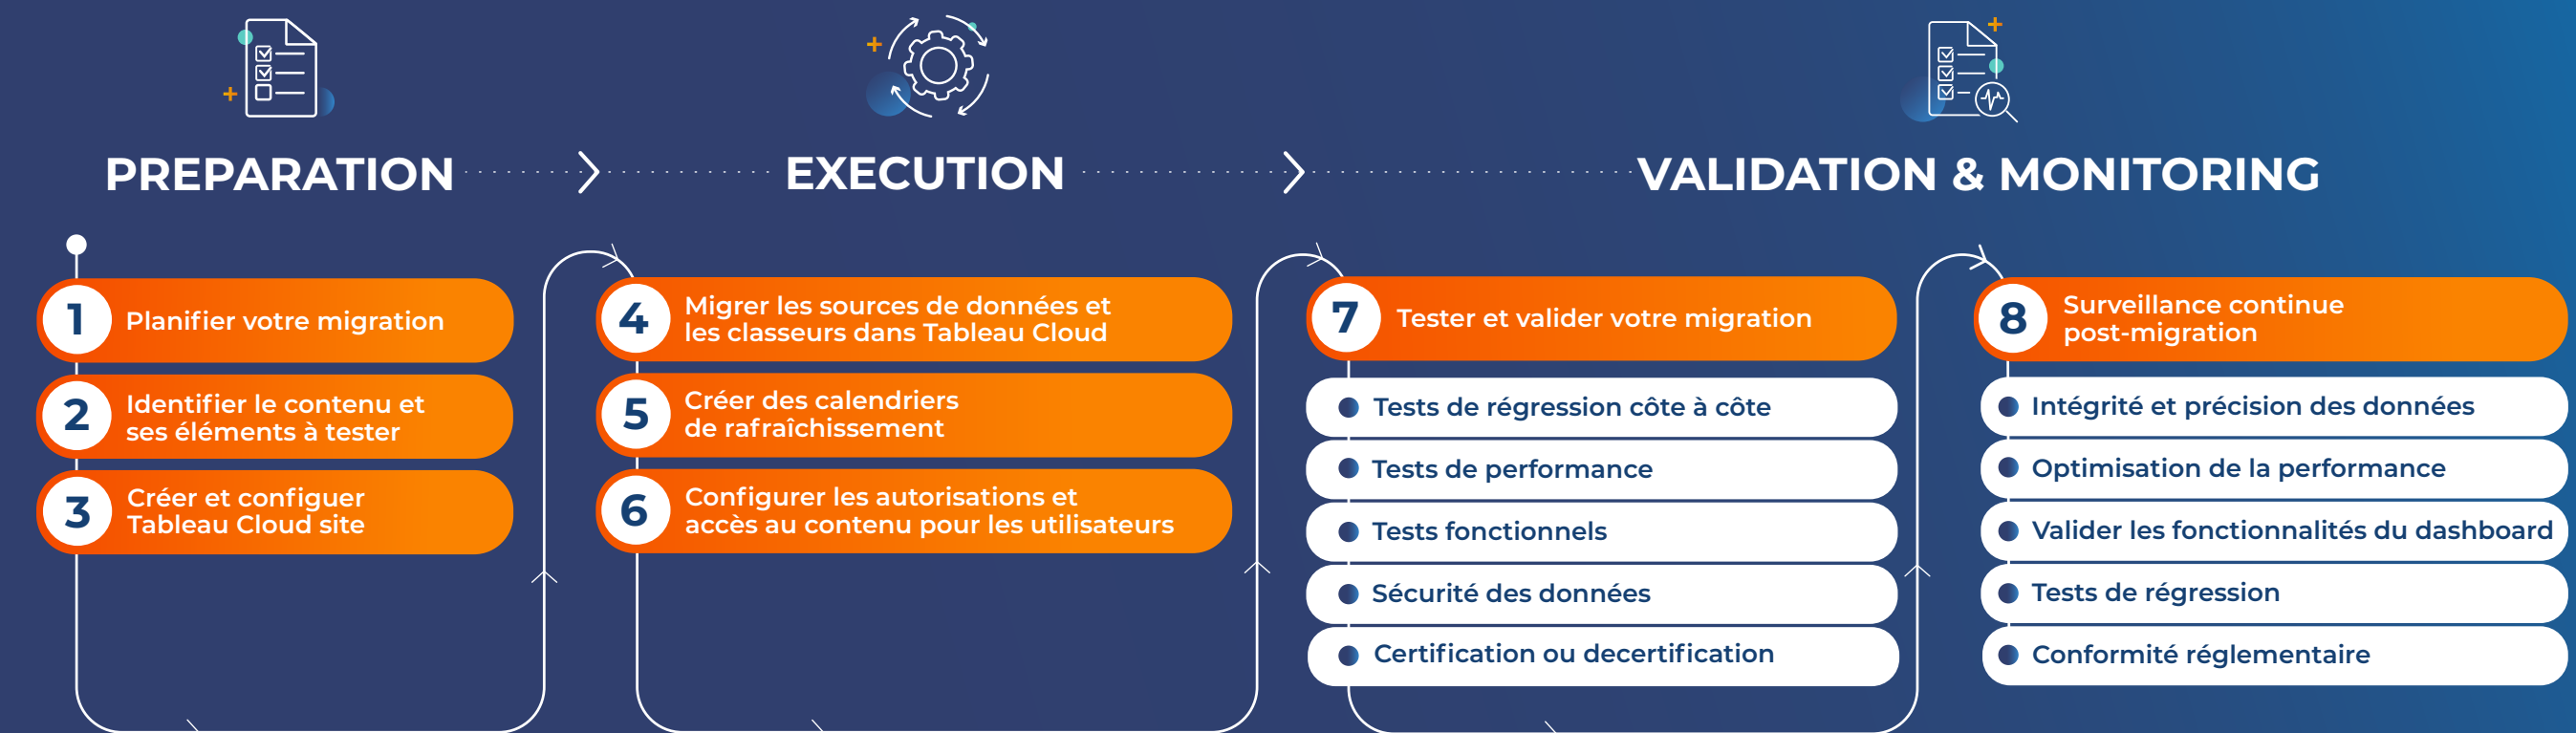 PREPARATION
EXECUTION
VALIDATION & MONITORING
1
Planifier votre migration
2
Identifier le contenu et
ses éléments à tester
3
Créer et configuer
Tableau Cloud site
4
Migrer les sources de données et
les classeurs dans Tableau Cloud
5
Créer des calendriers
de rafraîchissement
6
Configurer les autorisations et
accès au contenu pour les utilisateurs
7
Tester et valider votre migration
Tests de régression côte à côte
Tests de performance
Tests fonctionnels
Sécurité des données
Certification ou decertification
8
Surveillance continue
post-migration
Intégrité et précision des données
Optimisation de la performance
Valider les fonctionnalités du dashboard
Tests de régression
Conformité réglementaire